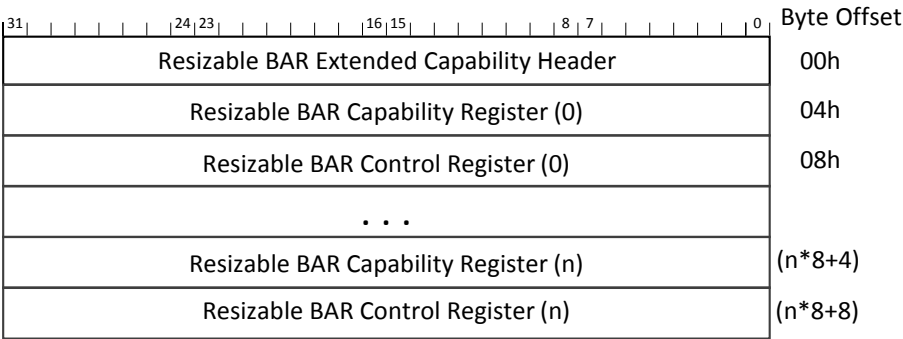 31 24 23 16 15 8 7 0 Byte Offset
Resizable BAR Extended Capability Header 00h
Resizable BAR Capability Register (0) 04h
Resizable BAR Control Register (0) 08h
. . .
Resizable BAR Capability Register (n) (n*8+4)
Resizable BAR Control Register (n) (n*8+8)